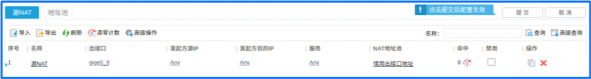 源NAT 地址池 点击提交后配置生效 提交 取消
导入 导出 刷新 清零计数 高级操作 名称: 查询 高级查询
序号 名称 出接口 发起方源IP 发起方目的IP 服务 NAT地址池 命中 禁用 操作
1 源NAT gige0_0 Any Any Any 使用出接口地址 0